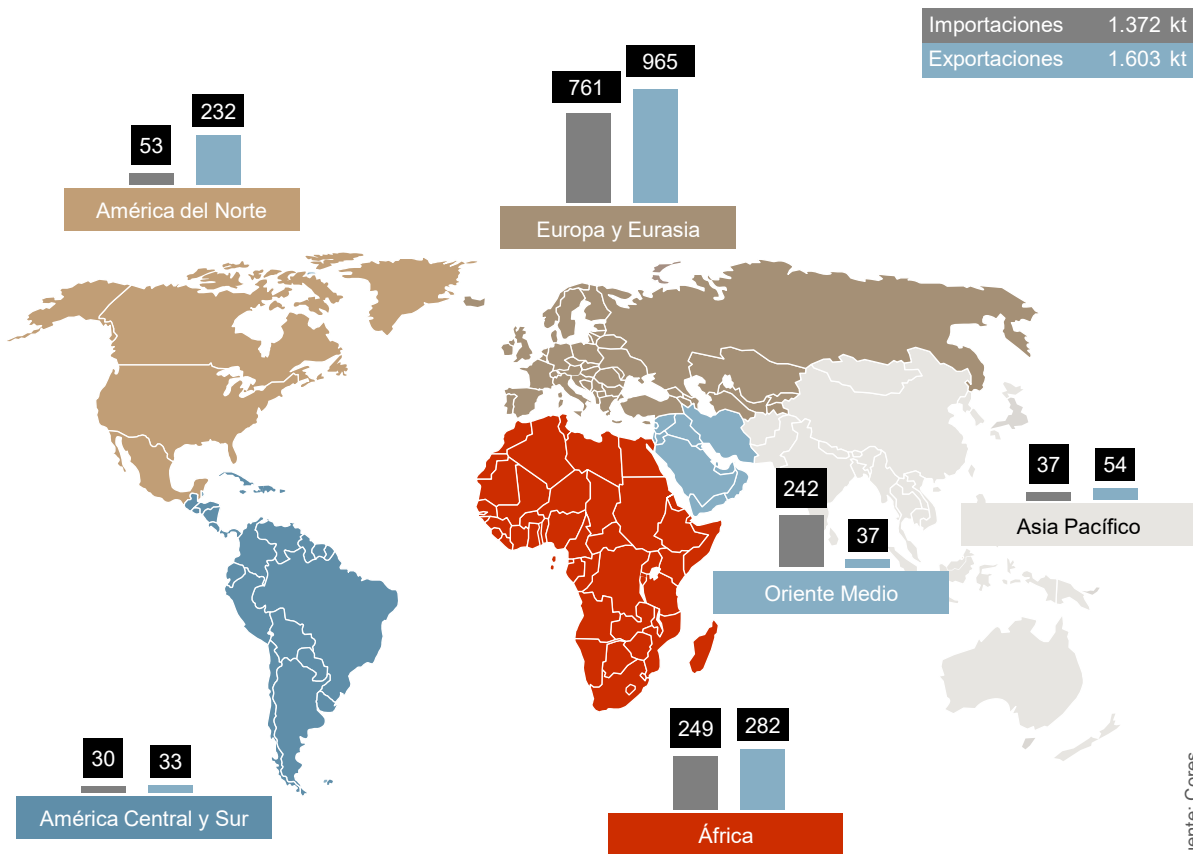 Importaciones 1.372 kt
Exportaciones 1.603 kt
965
761
232
53
América del Norte
Europa y Eurasia
37
54
Asia Pacífico
242
37
Oriente Medio
249
282
África
30
33
América Central y Sur
Cores